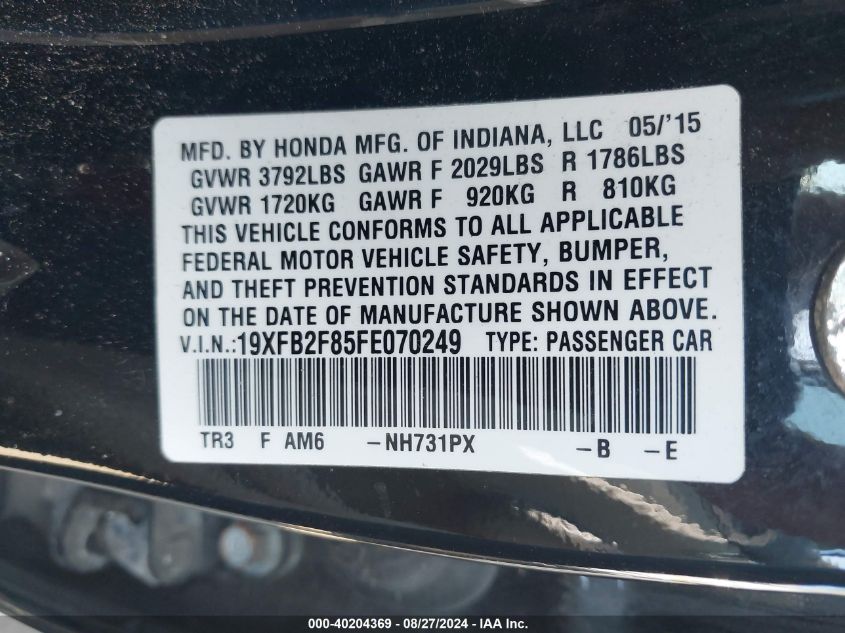 MFD. BY HONDA MFG. OF INDIANA, LLC 05/'15
GVWR 3792LBS GAWR F 2029LBS R 1786LBS
GVWR 1720KG GAWR F 920KG R 810KG
THIS VEHICLE CONFORMS TO ALL APPLICABLE
FEDERAL MOTOR VEHICLE SAFETY, BUMPER,
AND THEFT PREVENTION STANDARDS IN EFFECT
ON THE DATE OF MANUFACTURE SHOWN ABOVE.
V.I.N.:19XFB2F85FE070249 TYPE: PASSENGER CAR
TR3 F AM6 -NH731PX -B -E
000-40204369 - 08/27/2024 - IAA Inc.